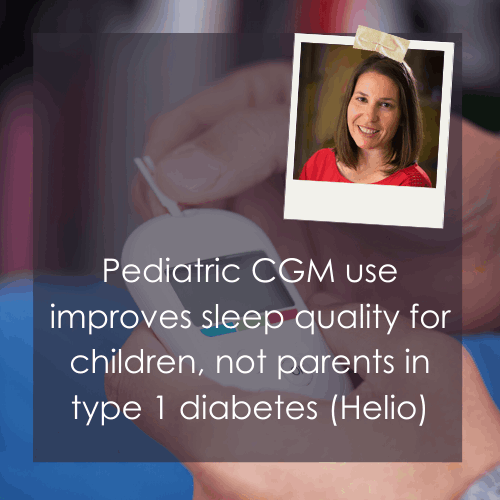 Pediatric CGM use
improves sleep quality for
children, not parents in
type 1 diabetes (Helio)